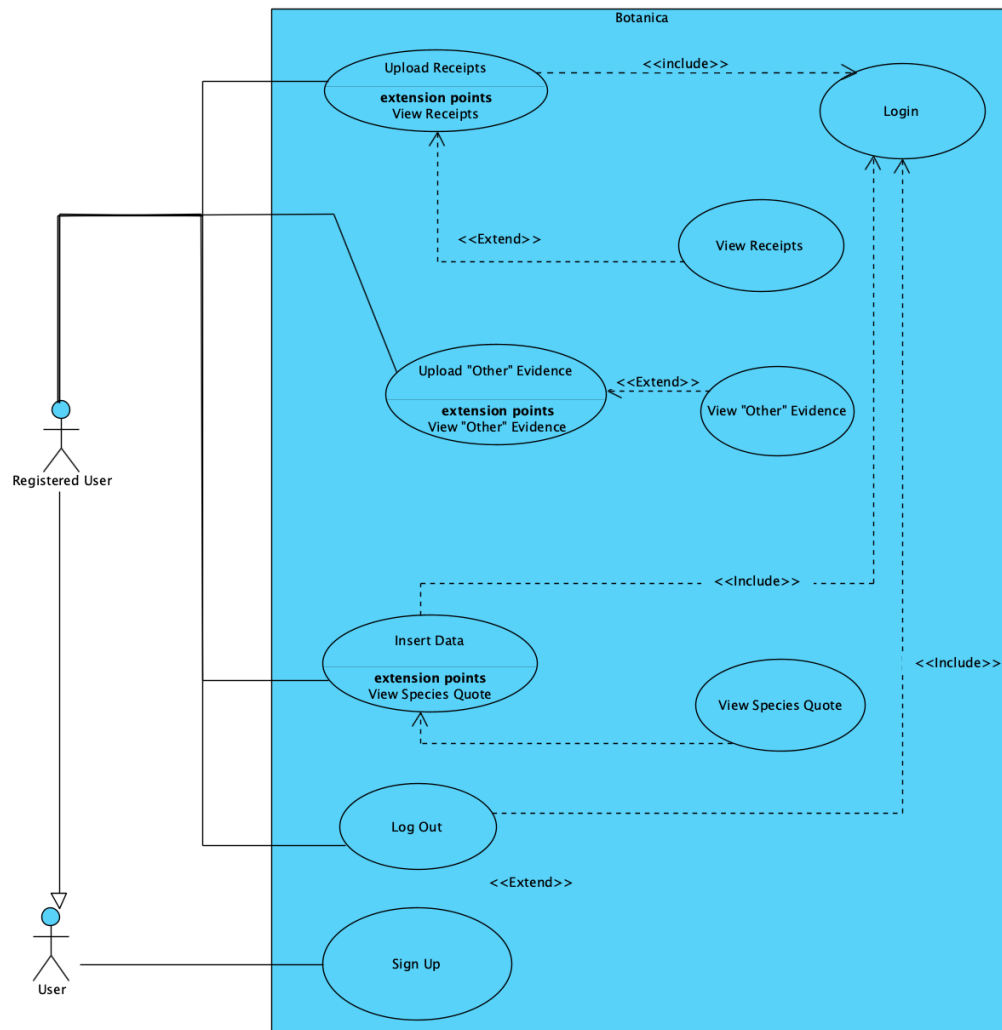 Botanica
Upload Receipts
extension points
View Receipts
<<include>>
Login
<<Extend>>
View Receipts
Upload "Other" Evidence
extension points
View "Other" Evidence
<<Extend>>
View "Other" Evidence
Registered User
<<Include>>
Insert Data
extension points
View Species Quote
<<Include>>
View Species Quote
Log Out
<<Extend>>
Sign Up
User